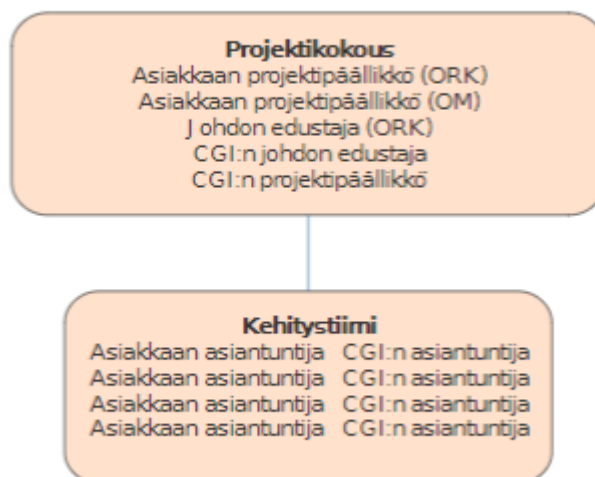 Projektikokous
Asiakkaan projektipäällikkö (ORK)
Asiakkaan projektipäällikkö (OM)
Johdon edustaja (ORK)
CGI:n johdon edustaja
CGI:n projektipäällikkö
Kehitystiimi
Asiakkaan asiantuntija CGI:n asiantuntija
Asiakkaan asiantuntija CGI:n asiantuntija
Asiakkaan asiantuntija CGI:n asiantuntija
Asiakkaan asiantuntija CGI:n asiantuntija